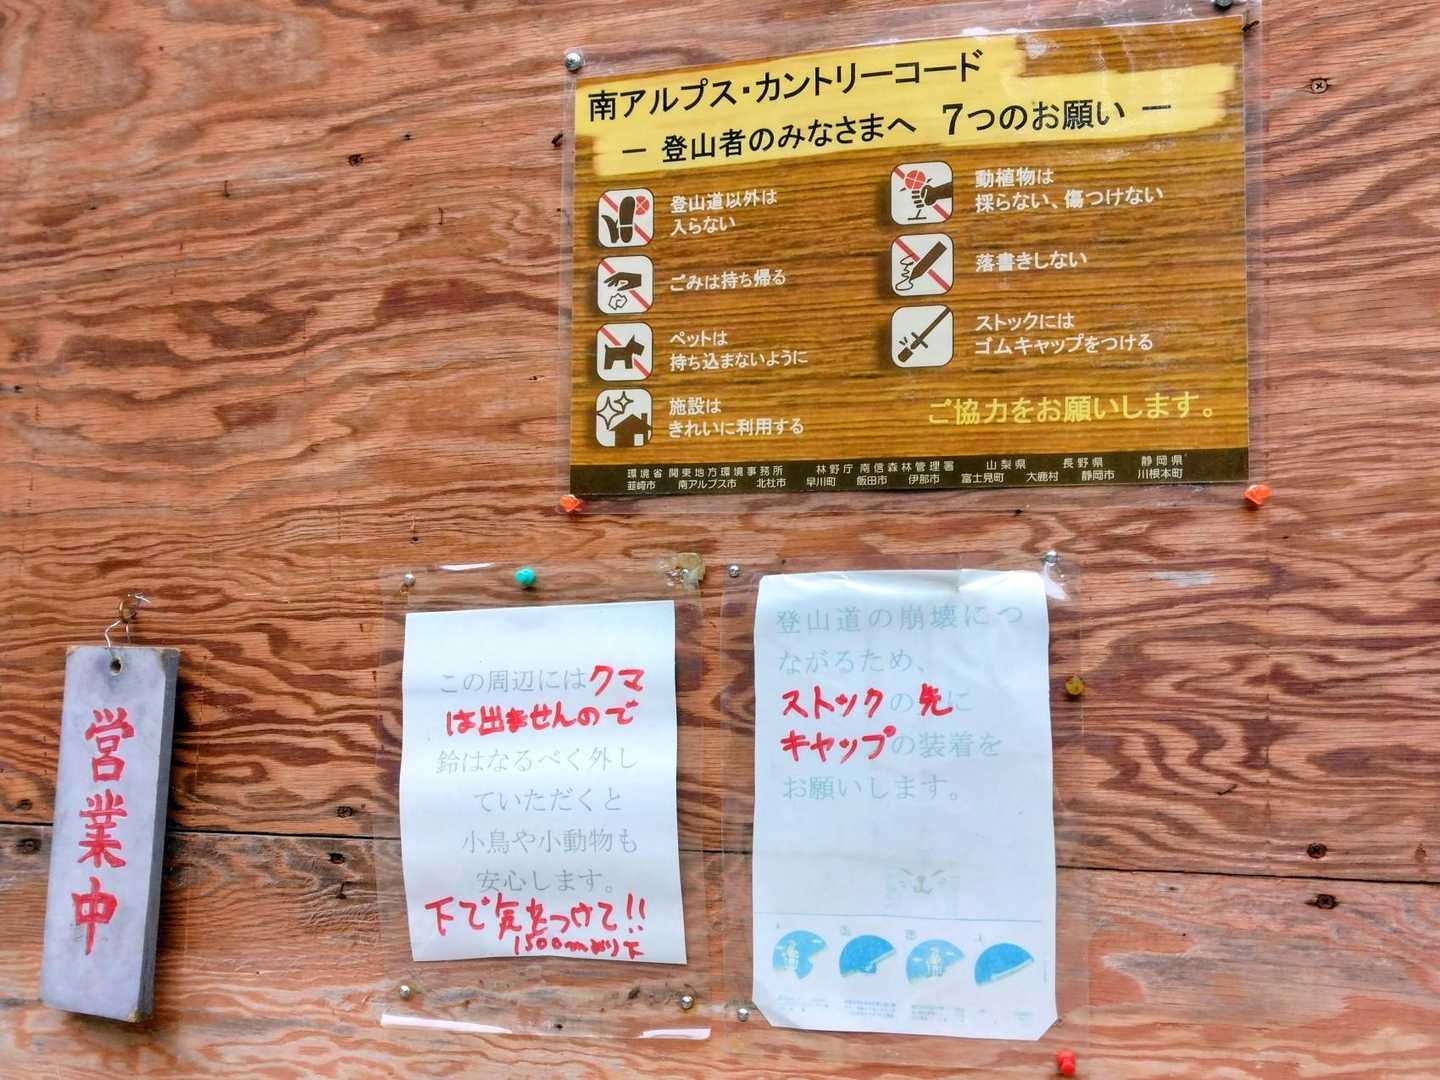 南アルプス・カントリーコード
― 登山者のみなさまへ 7つのお願い ―
登山道以外は
入らない
ごみは持ち帰る
ペットは
持ち込まないように
施設は
きれいに利用する
動植物は
採らない、傷つけない
落書きしない
ストックには
ゴムキャップをつける
ご協力をお願いします。
環境省 関東地方環境事務所 林野庁 南信森林管理署 山梨県 長野県 静岡県
韮崎市 南アルプス市 北杜市 早川町 飯田市 伊那市 富士見町 大鹿村 静岡市 川根本町
営業中
この周辺にはクマ
は出ませんので
鈴はなるべく外し
ていただくと
小鳥や小動物も
安心します。
下で気をつけて!!
1500mより下
登山道の崩壊につ
ながるため、
ストックの先に
キャップの装着を
お願いします。